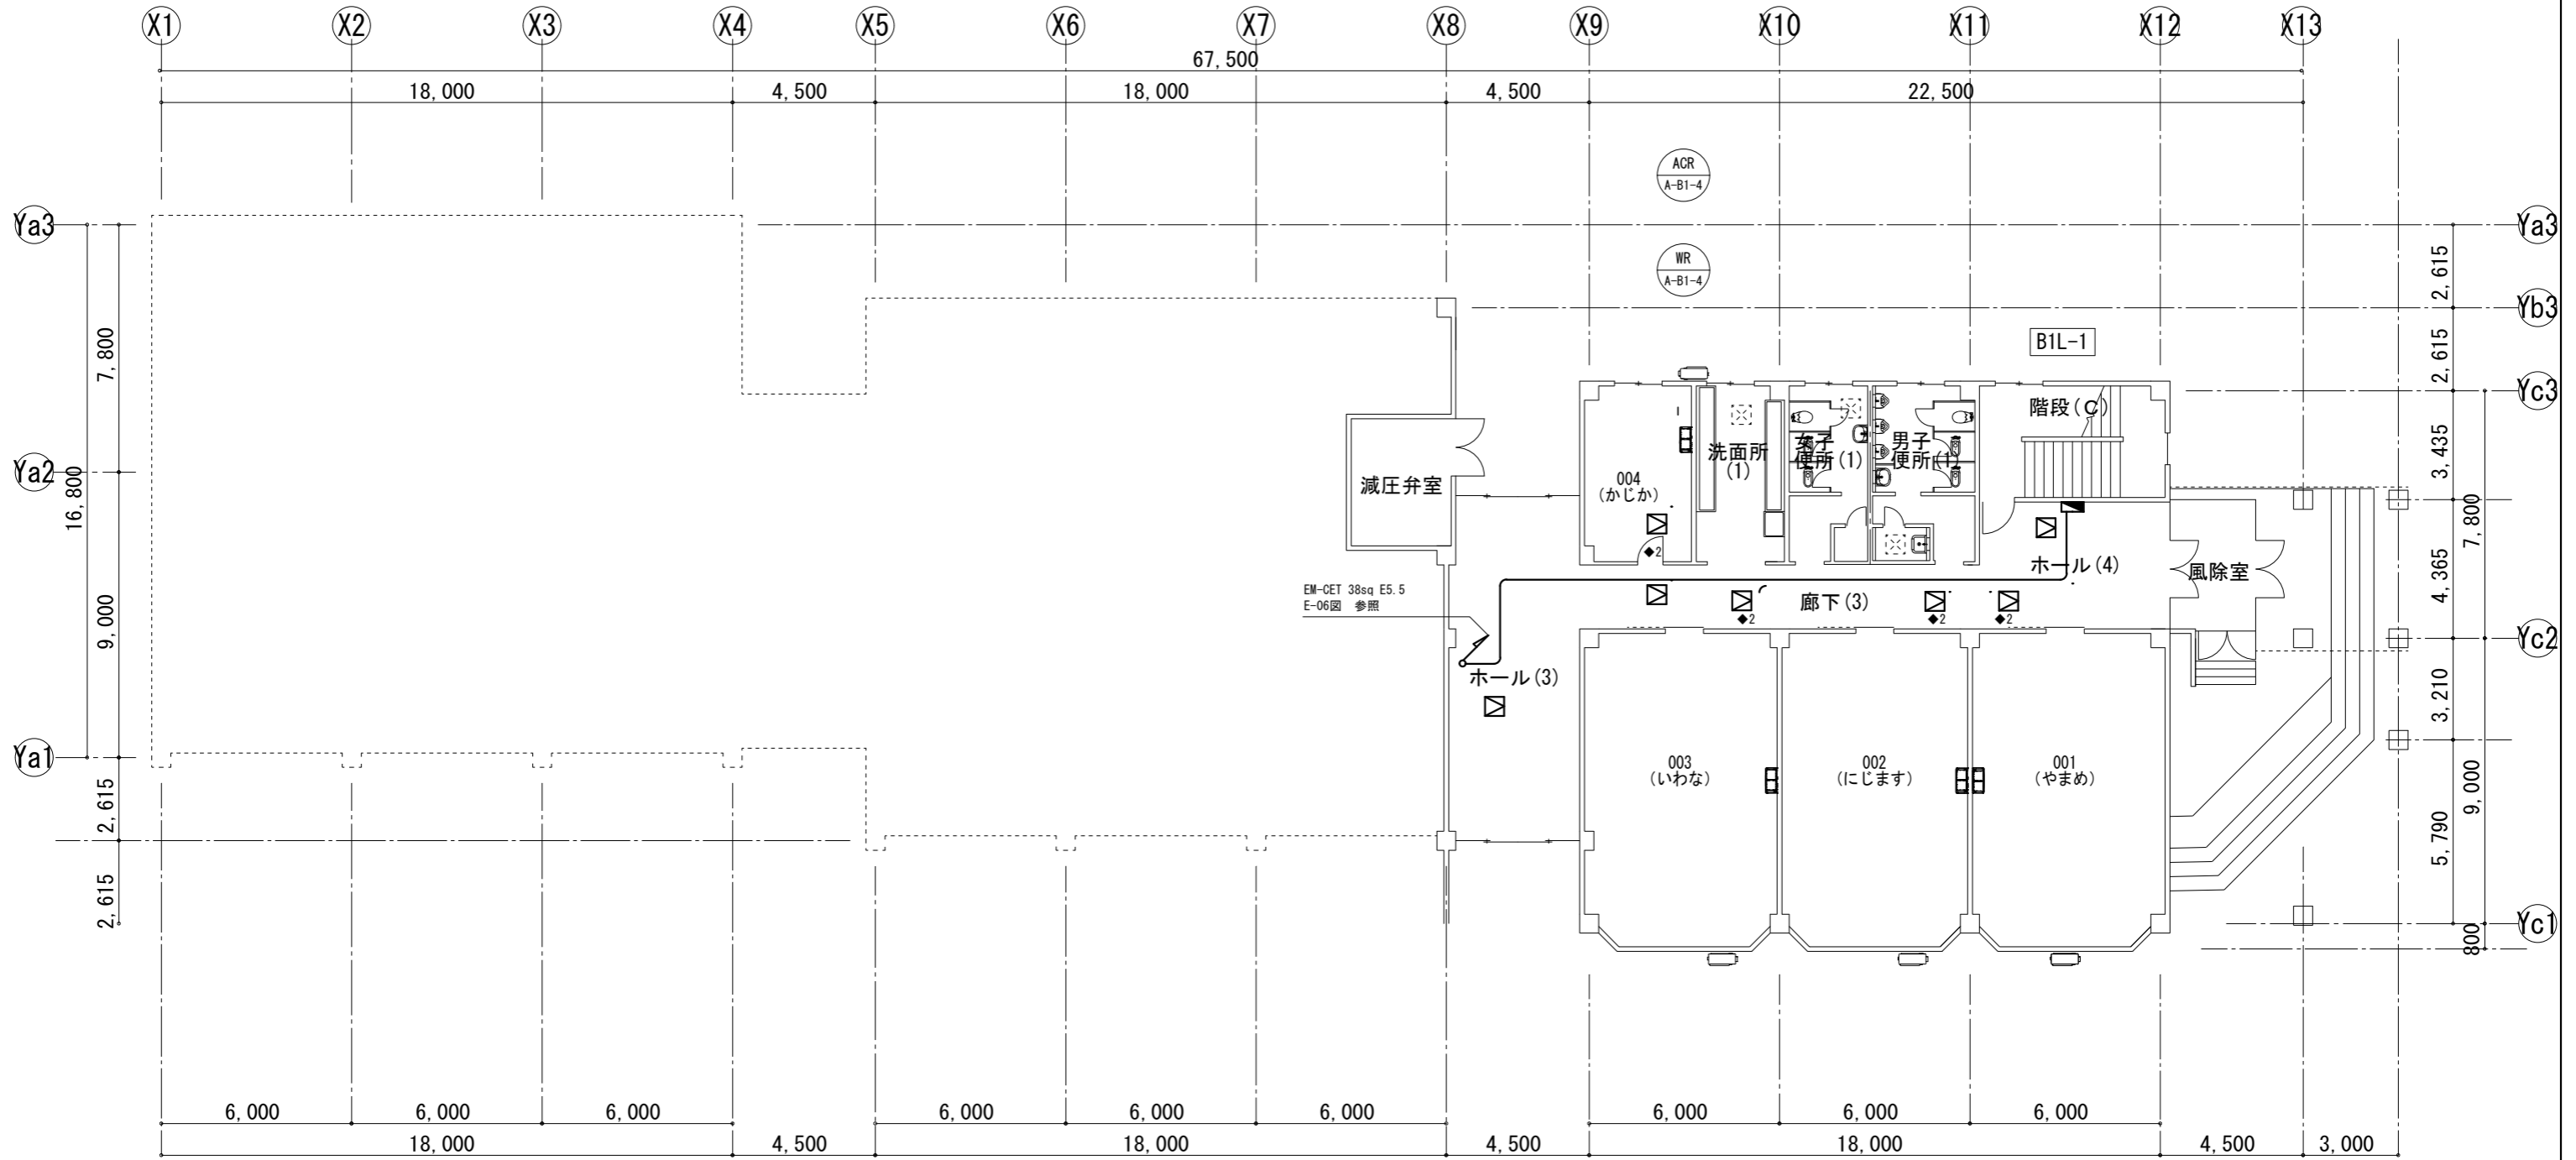 X1 X2 X3 X4 X5 X6 X7 X8 X9 X10 X11 X12 X13
67,500
18,000 4,500 18,000 4,500 22,500
ACR
A-B1-4
Ya3
Ya3
WR
A-B1-4
2,615
Yb3
7,800
B1L-1
2,615
Yc3
階段(C)
女子
便所(1)
男子
便所(1)
洗面所
(1)
3,435
Ya2
16,800
減圧弁室
004
(かじか)
7,800
◆2
ホール(4)
風除室
4,365
EM-CET 38sq E5.5
E-06図 参照
廊下(3)
◆2
◆2
◆2
9,000
Yc2
ホール(3)
3,210
Ya1
003
(いわな)
002
(にじます)
001
(やまめ)
9,000
2,615
5,790
2,615
Yc1
800
6,000 6,000 6,000 6,000 6,000 6,000 6,000 6,000 6,000
18,000 4,500 18,000 4,500 18,000 4,500 3,000